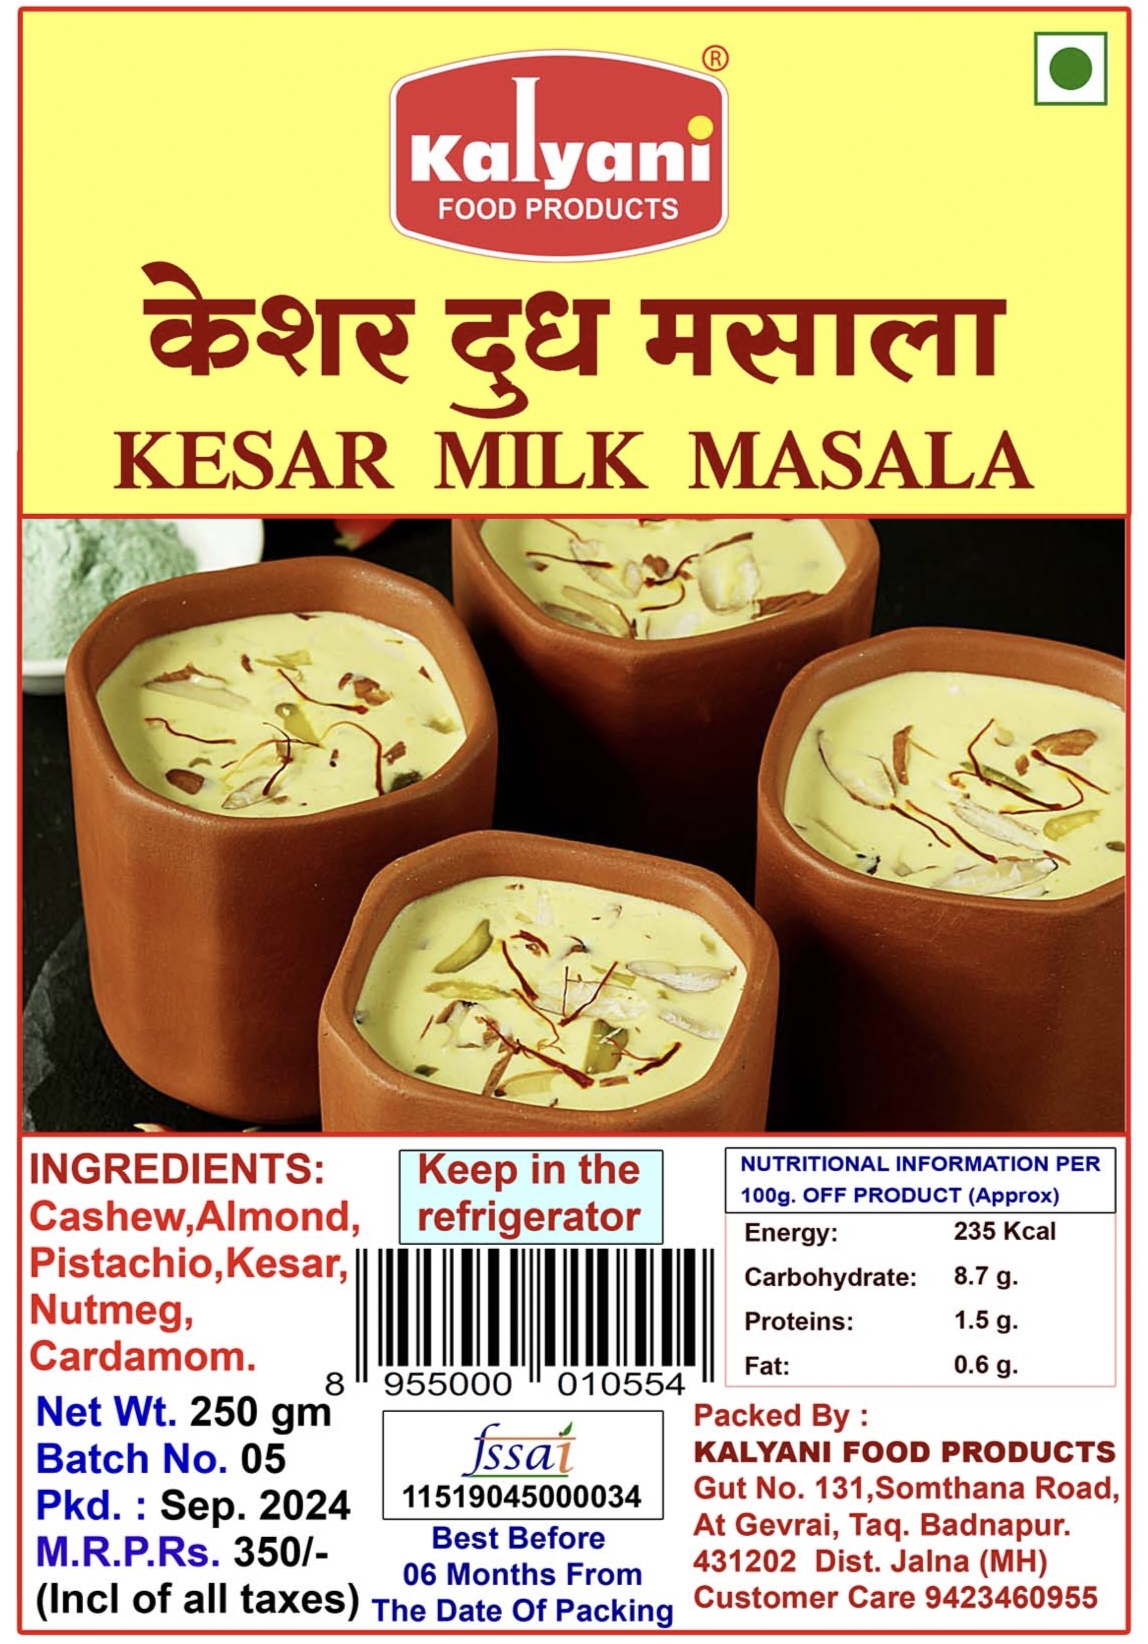 ®
Kalyani
FOOD PRODUCTS
केशर दुध मसाला
KESAR MILK MASALA
INGREDIENTS:
Cashew,Almond,
Pistachio,Kesar,
Nutmeg,
Cardamom.
Net Wt. 250 gm
Batch No. 05
Pkd. : Sep. 2024
M.R.P.Rs. 350/-
(Incl of all taxes)
Keep in the
refrigerator
8 955000 010554
fssai
11519045000034
Best Before
06 Months From
The Date Of Packing
NUTRITIONAL INFORMATION PER
100g. OFF PRODUCT (Approx)
Energy: 235 Kcal
Carbohydrate: 8.7 g.
Proteins: 1.5 g.
Fat: 0.6 g.
Packed By :
KALYANI FOOD PRODUCTS
Gut No. 131,Somthana Road,
At Gevrai, Taq. Badnapur.
431202 Dist. Jalna (MH)
Customer Care 9423460955